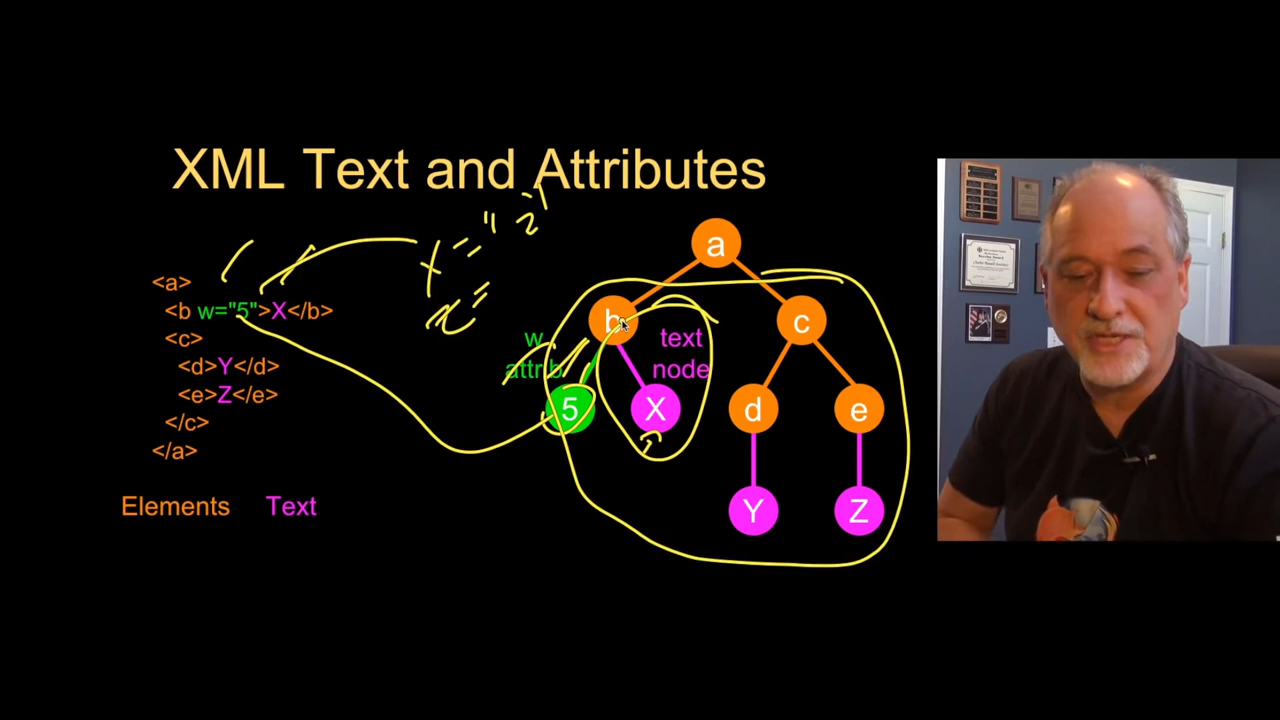 XML Text and Attributes
<a>
<b w="5">X</b>
<c>
<d>Y</d>
<e>Z</e>
</c>
</a>
Elements Text
a
b c
w
attrib
text
node
5 X d e
Y Z